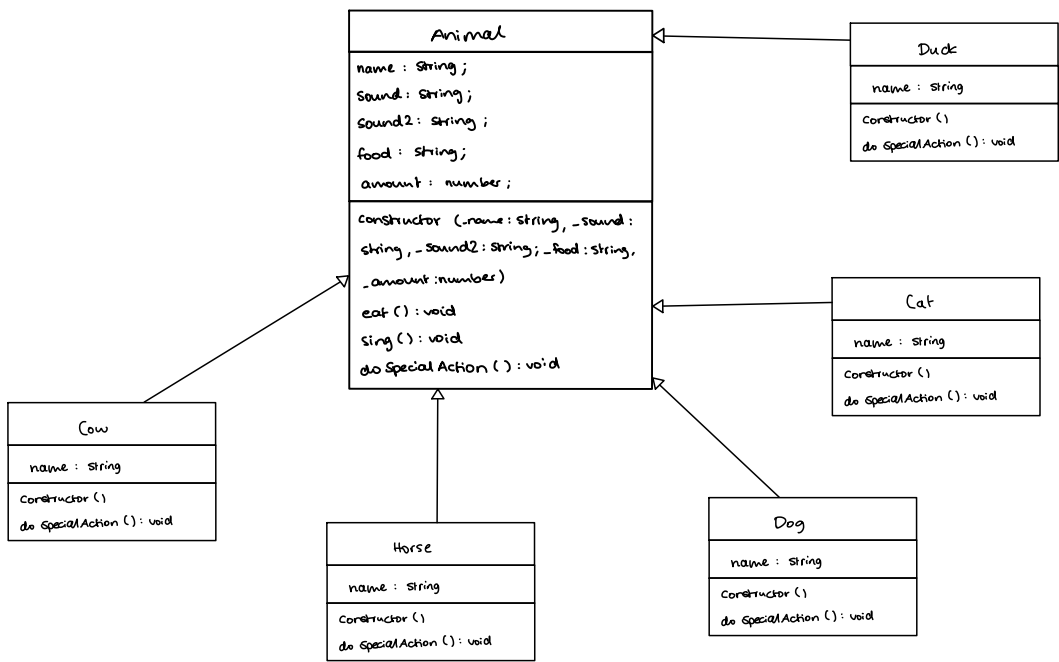 Animal
name : string ;
sound : string ;
sound2 : string ;
food : string ;
amount : number ;
constructor (_name : string, _sound :
string, _sound2 : string; _food : string,
_amount : number)
eat () : void
sing () : void
do Special Action () : void
Duck
name : string
Constructor ()
do Special Action () : void
Cat
name : string
Constructor ()
do Special Action () : void
Cow
name : string
Constructor ()
do Special Action () : void
Horse
name : string
Constructor ()
do Special Action () : void
Dog
name : string
Constructor ()
do Special Action () : void